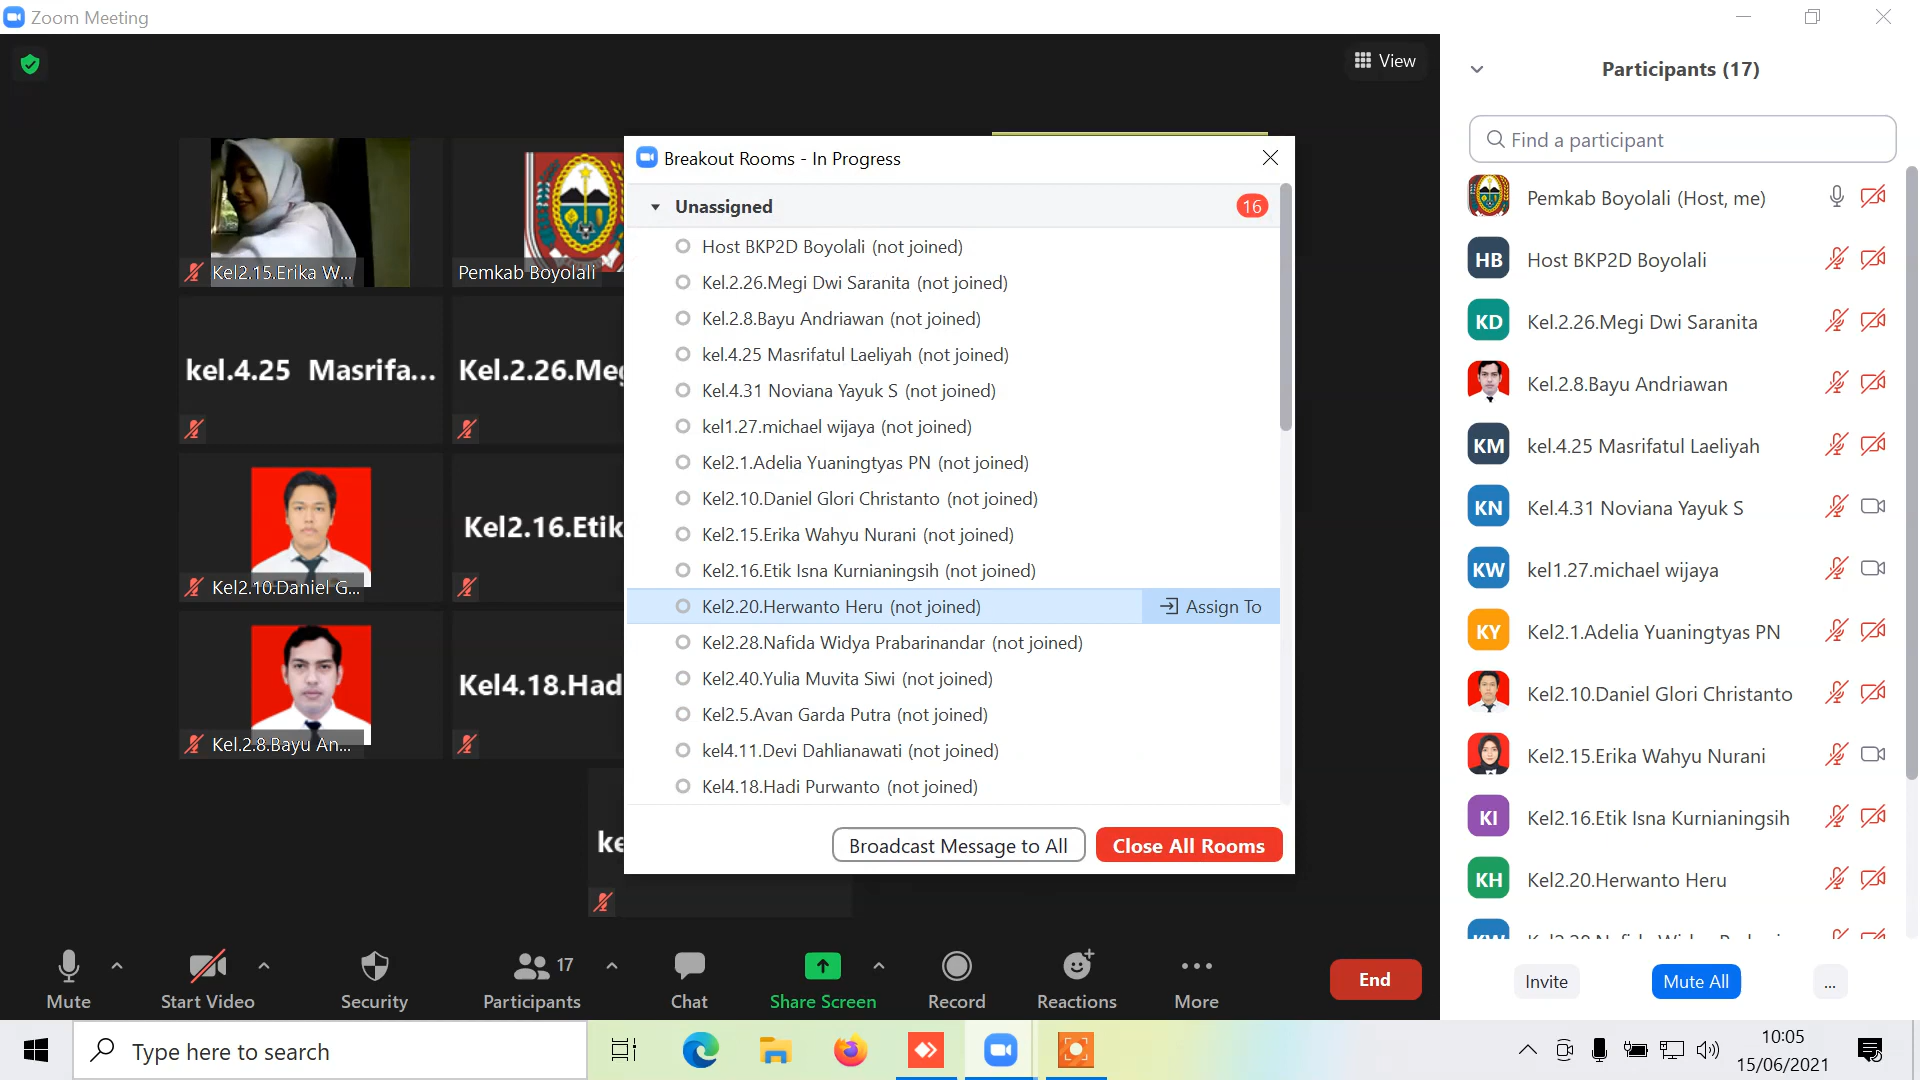 Zoom Meeting
View
Kel2.15.Erika W...
Pemkab Boyolali
kel.4.25 Masrifa...
Kel.2.26.Meg
Kel2.10.Daniel G...
Kel2.16.Etik
Kel.2.8.Bayu An...
Kel4.18.Had
ke
Breakout Rooms - In Progress
Unassigned
16
Host BKP2D Boyolali (not joined)
Kel.2.26.Megi Dwi Saranita (not joined)
Kel.2.8.Bayu Andriawan (not joined)
kel.4.25 Masrifatul Laeliyah (not joined)
Kel.4.31 Noviana Yayuk S (not joined)
kel1.27.michael wijaya (not joined)
Kel2.1.Adelia Yuaningtyas PN (not joined)
Kel2.10.Daniel Glori Christanto (not joined)
Kel2.15.Erika Wahyu Nurani (not joined)
Kel2.16.Etik Isna Kurnianingsih (not joined)
Kel2.20.Herwanto Heru (not joined) Assign To
Kel2.28.Nafida Widya Prabarinandar (not joined)
Kel2.40.Yulia Muvita Siwi (not joined)
Kel2.5.Avan Garda Putra (not joined)
kel4.11.Devi Dahlianawati (not joined)
Kel4.18.Hadi Purwanto (not joined)
Broadcast Message to All
Close All Rooms
Participants (17)
Find a participant
Pemkab Boyolali (Host, me)
HB Host BKP2D Boyolali
KD Kel.2.26.Megi Dwi Saranita
Kel.2.8.Bayu Andriawan
KM kel.4.25 Masrifatul Laeliyah
KN Kel.4.31 Noviana Yayuk S
KW kel1.27.michael wijaya
KY Kel2.1.Adelia Yuaningtyas PN
Kel2.10.Daniel Glori Christanto
Kel2.15.Erika Wahyu Nurani
KI Kel2.16.Etik Isna Kurnianingsih
KH Kel2.20.Herwanto Heru
Invite
Mute All
...
Mute
Start Video
Security
17
Participants
Chat
Share Screen
Record
Reactions
More
End
Type here to search
10:05
15/06/2021